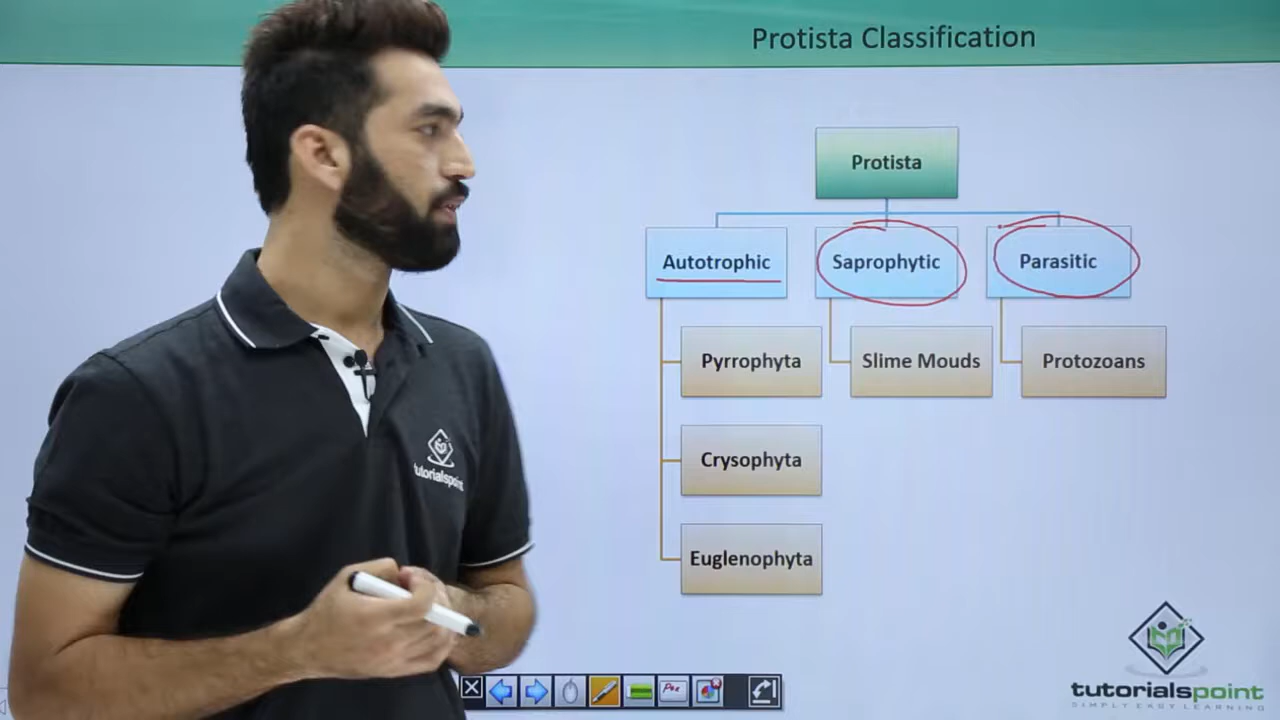 Protista Classification
Protista
Autotrophic
Saprophytic
Parasitic
Pyrrophyta
Slime Mouds
Protozoans
Crysophyta
Euglenophyta
tutorialspoint
tutorialspoint
SIMPLY EASY LEARNING